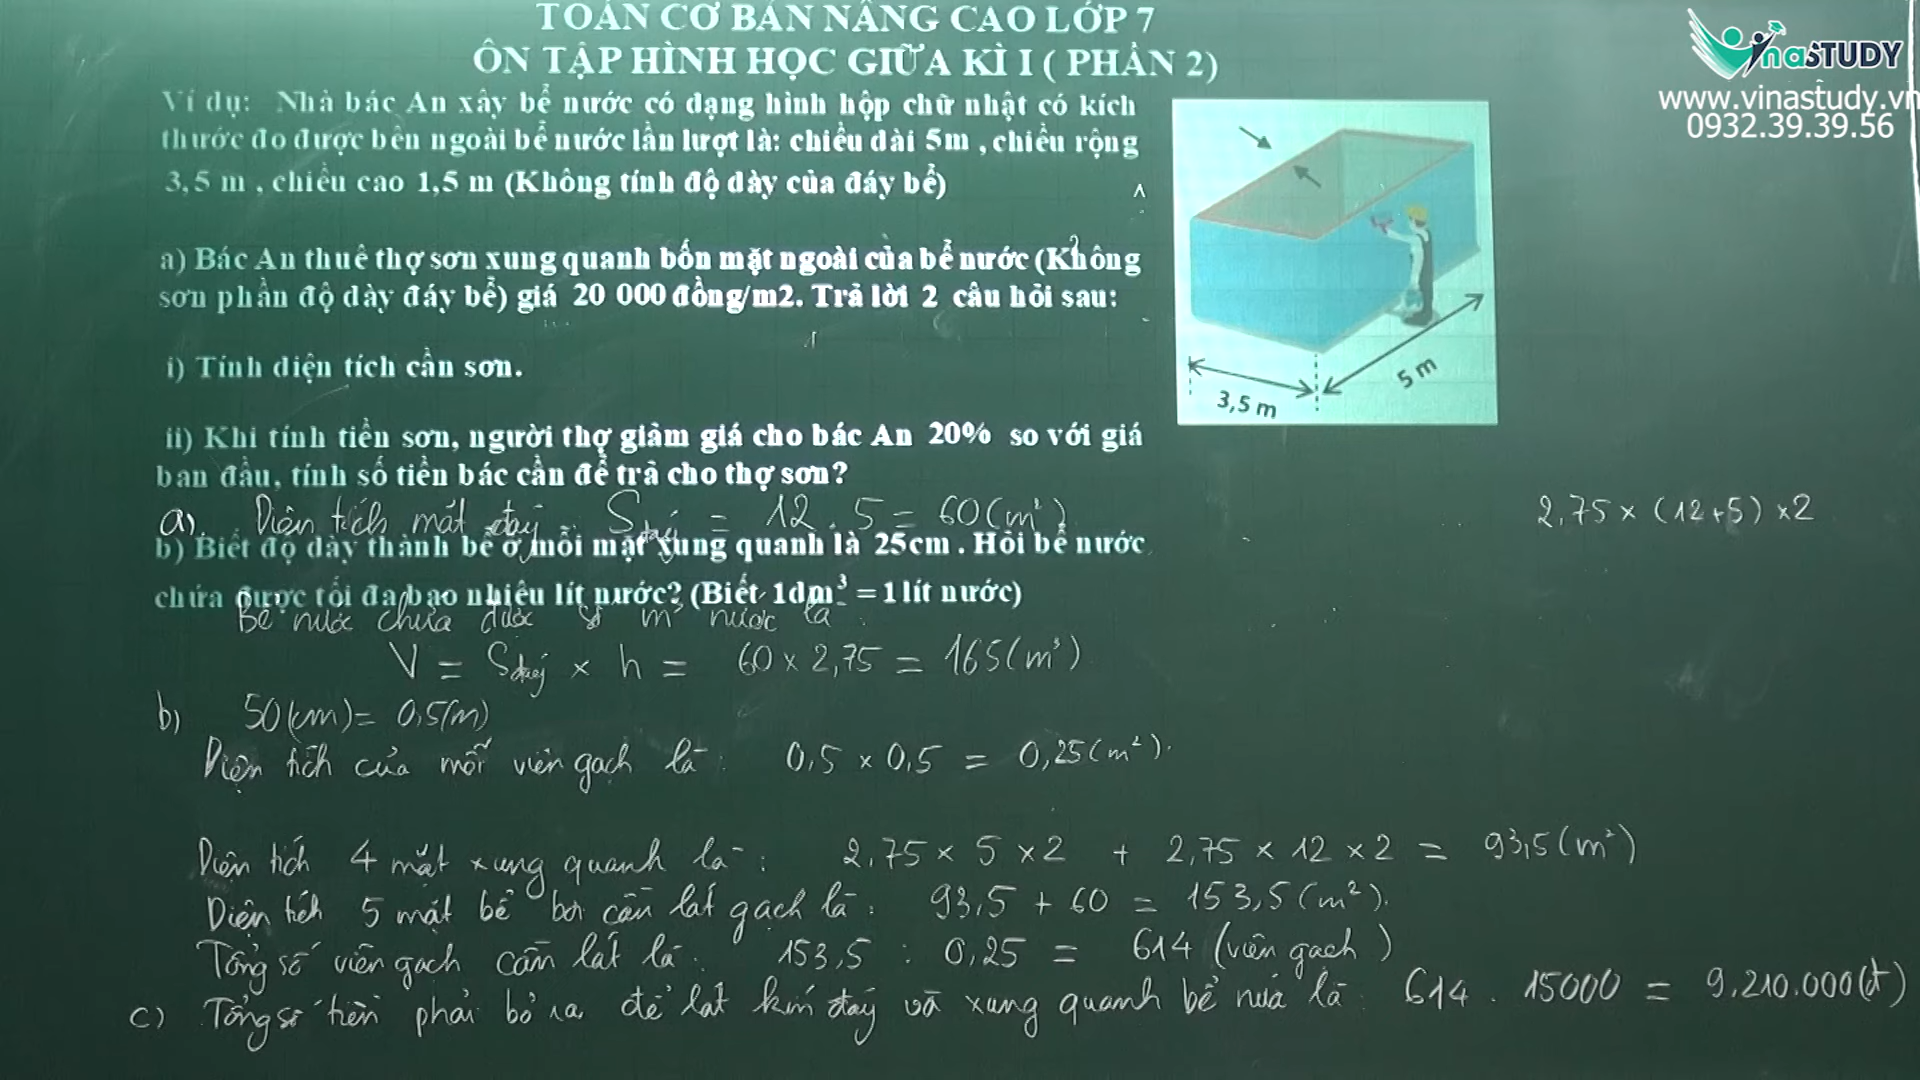 TOÁN CƠ BẢN NÂNG CAO LỚP 7
ÔN TẬP HÌNH HỌC GIỮA KÌ I ( PHẦN 2)
VinaSTUDY
www.vinastudy.vn
0932.39.39.56
Ví dụ: Nhà bác An xây bể nước có dạng hình hộp chữ nhật có kích
thước đo được bên ngoài bể nước lần lượt là: chiều dài 5m , chiều rộng
3,5 m , chiều cao 1,5 m (Không tính độ dày của đáy bể)
a) Bác An thuê thợ sơn xung quanh bốn mặt ngoài của bể nước (Không
sơn phần độ dày đáy bể) giá 20 000 đồng/m2. Trả lời 2 câu hỏi sau:
i) Tính diện tích cần sơn.
3,5 m
5 m
ii) Khi tính tiền sơn, người thợ giảm giá cho bác An 20% so với giá
ban đầu, tính số tiền bác cần để trả cho thợ sơn?
a). Diện tích mặt đáy S đáy = 12 . 5 = 60 (m²)
2,75 × (12+5) × 2
b) Biết độ dày thành bể ở mỗi mặt xung quanh là 25cm . Hỏi bể nước
chứa được tối đa bao nhiêu lít nước? (Biết 1dm³ = 1 lít nước)
Bể nước chứa được số m³ nước là :
V = S đáy × h = 60 × 2,75 = 165 (m³)
b) 50 (cm) = 0,5 (m)
Diện tích của mỗi viên gạch là : 0,5 × 0,5 = 0,25 (m²).
Diện tích 4 mặt xung quanh là : 2,75 × 5 × 2 + 2,75 × 12 × 2 = 93,5 (m²)
Diện tích 5 mặt bể bơi cần lát gạch là : 93,5 + 60 = 153,5 (m²).
Tổng số viên gạch cần lát là : 153,5 : 0,25 = 614 (viên gạch)
c) Tổng số tiền phải bỏ ra để lát kín đáy và xung quanh bể là 614 . 15000 = 9.210.000 (đ)